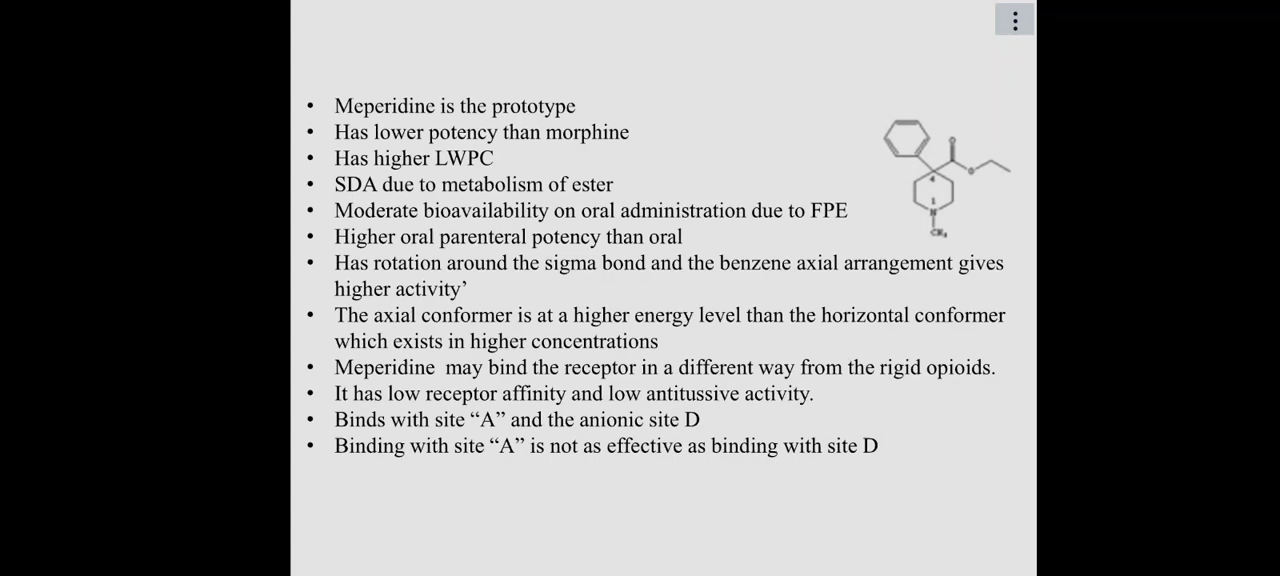 • Meperidine is the prototype
• Has lower potency than morphine
• Has higher LWPC
• SDA due to metabolism of ester
• Moderate bioavailability on oral administration due to FPE
• Higher oral parenteral potency than oral
• Has rotation around the sigma bond and the benzene axial arrangement gives
higher activity’
• The axial conformer is at a higher energy level than the horizontal conformer
which exists in higher concentrations
• Meperidine  may bind the receptor in a different way from the rigid opioids.
• It has low receptor affinity and low antitussive activity.
• Binds with site “A” and the anionic site D
• Binding with site “A” is not as effective as binding with site D
O
O
4
1
N
CH₃